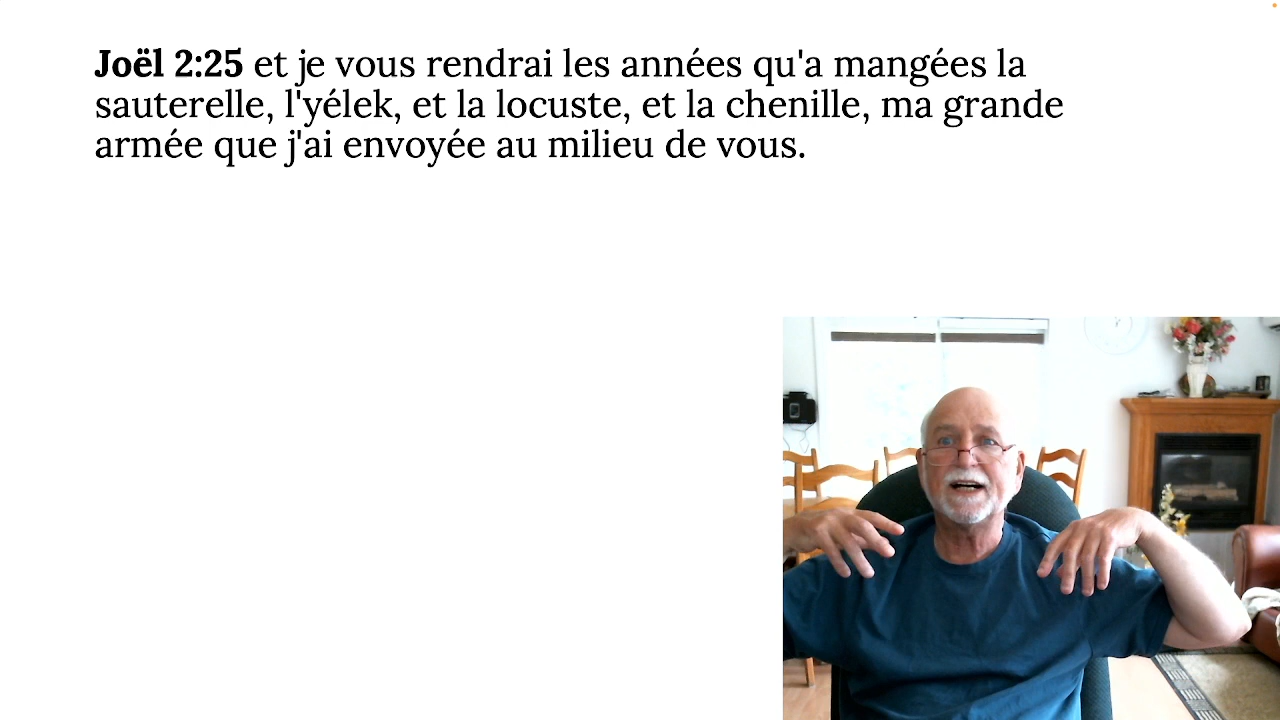 Joël 2:25 et je vous rendrai les années qu'a mangées la
sauterelle, l'yélek, et la locuste, et la chenille, ma grande
armée que j'ai envoyée au milieu de vous.